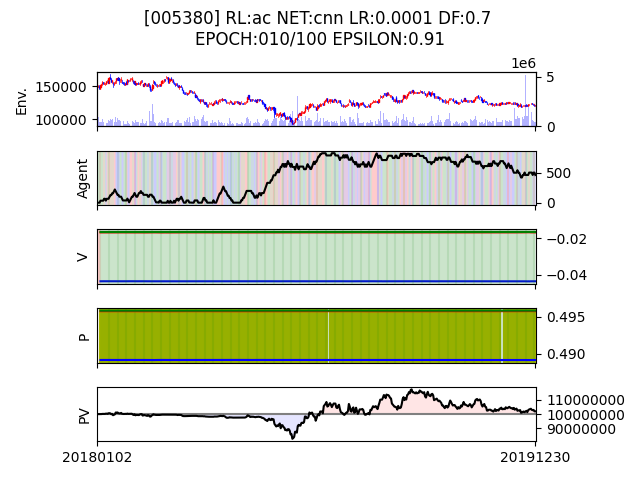 [005380] RL:ac NET:cnn LR:0.0001 DF:0.7
EPOCH:010/100 EPSILON:0.91
1e6
Env.
150000
100000
5
0
Agent
500
0
V
−0.02
−0.04
P
0.495
0.490
PV
110000000
100000000
90000000
20180102
20191230